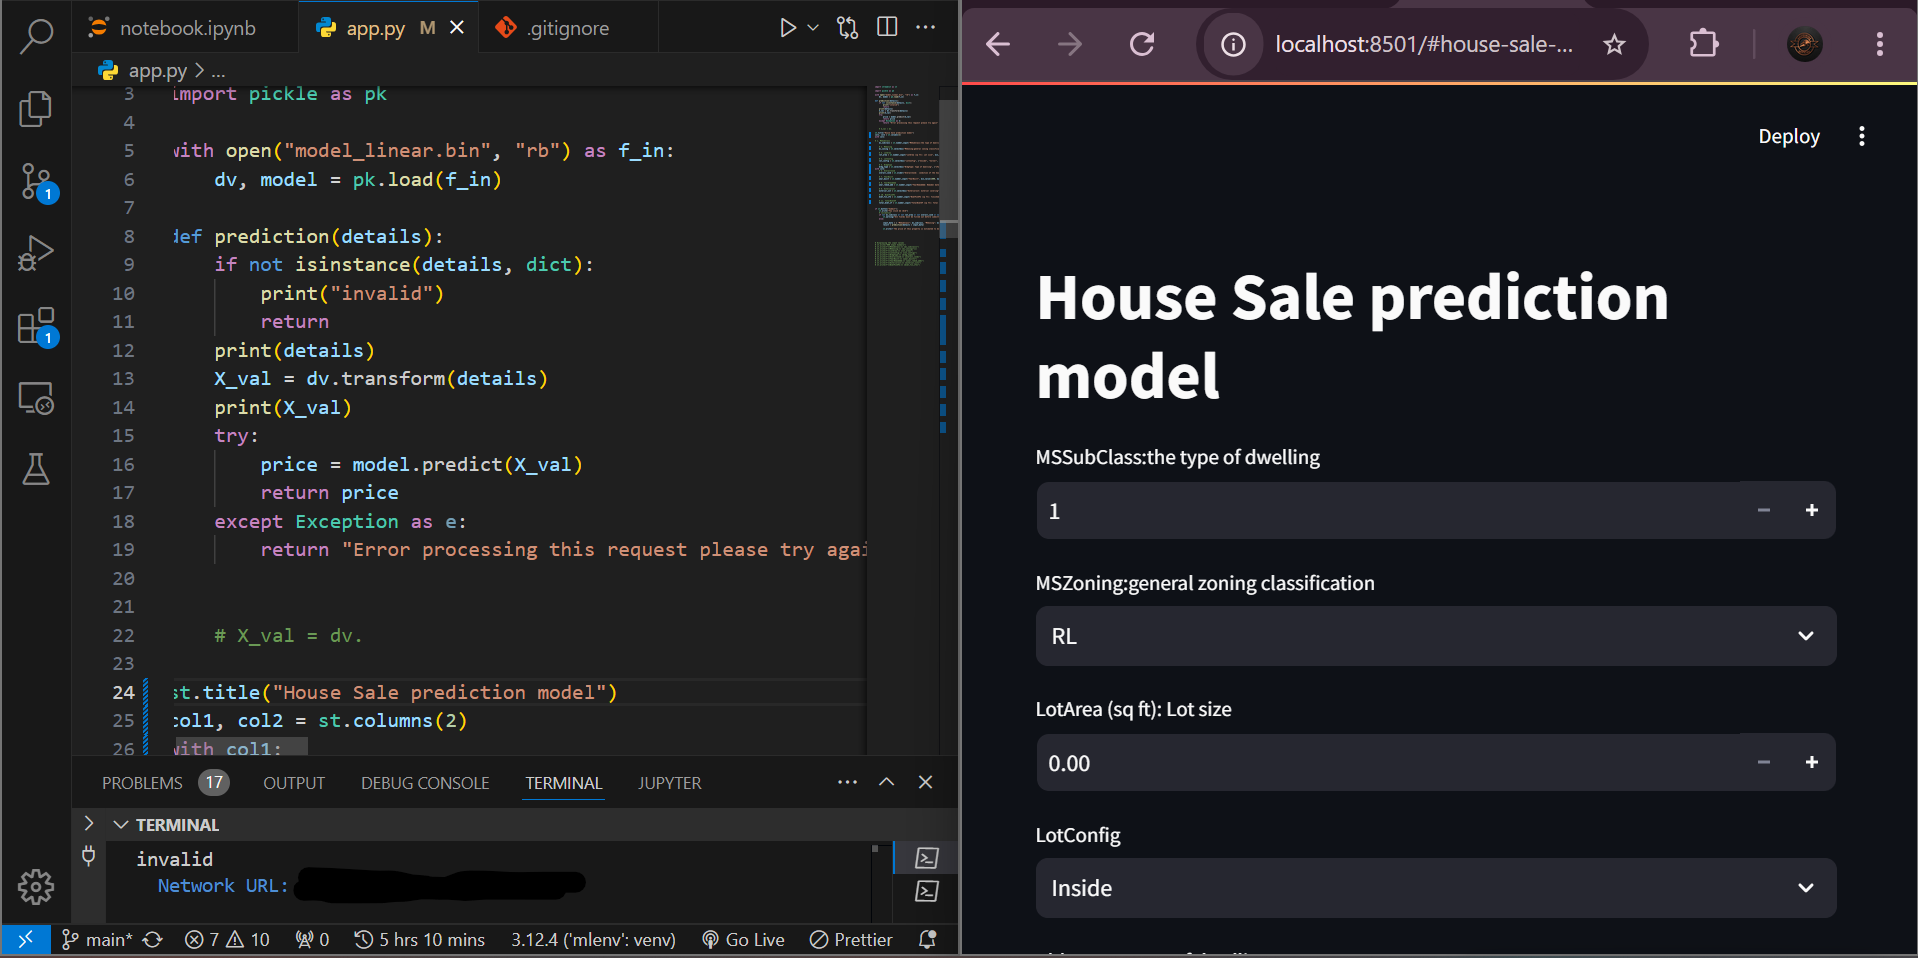 notebook.ipynb
app.py M
.gitignore
app.py > ...
3 import pickle as pk
4
5 with open("model_linear.bin", "rb") as f_in:
6 dv, model = pk.load(f_in)
7
8 def prediction(details):
9 if not isinstance(details, dict):
10 print("invalid")
11 return
12 print(details)
13 X_val = dv.transform(details)
14 print(X_val)
15 try:
16 price = model.predict(X_val)
17 return price
18 except Exception as e:
19 return "Error processing this request please try agai
20
21
22 # X_val = dv.
23
24 st.title("House Sale prediction model")
25 col1, col2 = st.columns(2)
26 with col1:
1
1
PROBLEMS 17 OUTPUT DEBUG CONSOLE TERMINAL JUPYTER
TERMINAL
invalid
Network URL:
main* 7 10 0 5 hrs 10 mins 3.12.4 ('mlenv': venv) Go Live Prettier
localhost:8501/#house-sale-...
Deploy
House Sale prediction
model
MSSubClass:the type of dwelling
1
MSZoning:general zoning classification
RL
LotArea (sq ft): Lot size
0.00
LotConfig
Inside